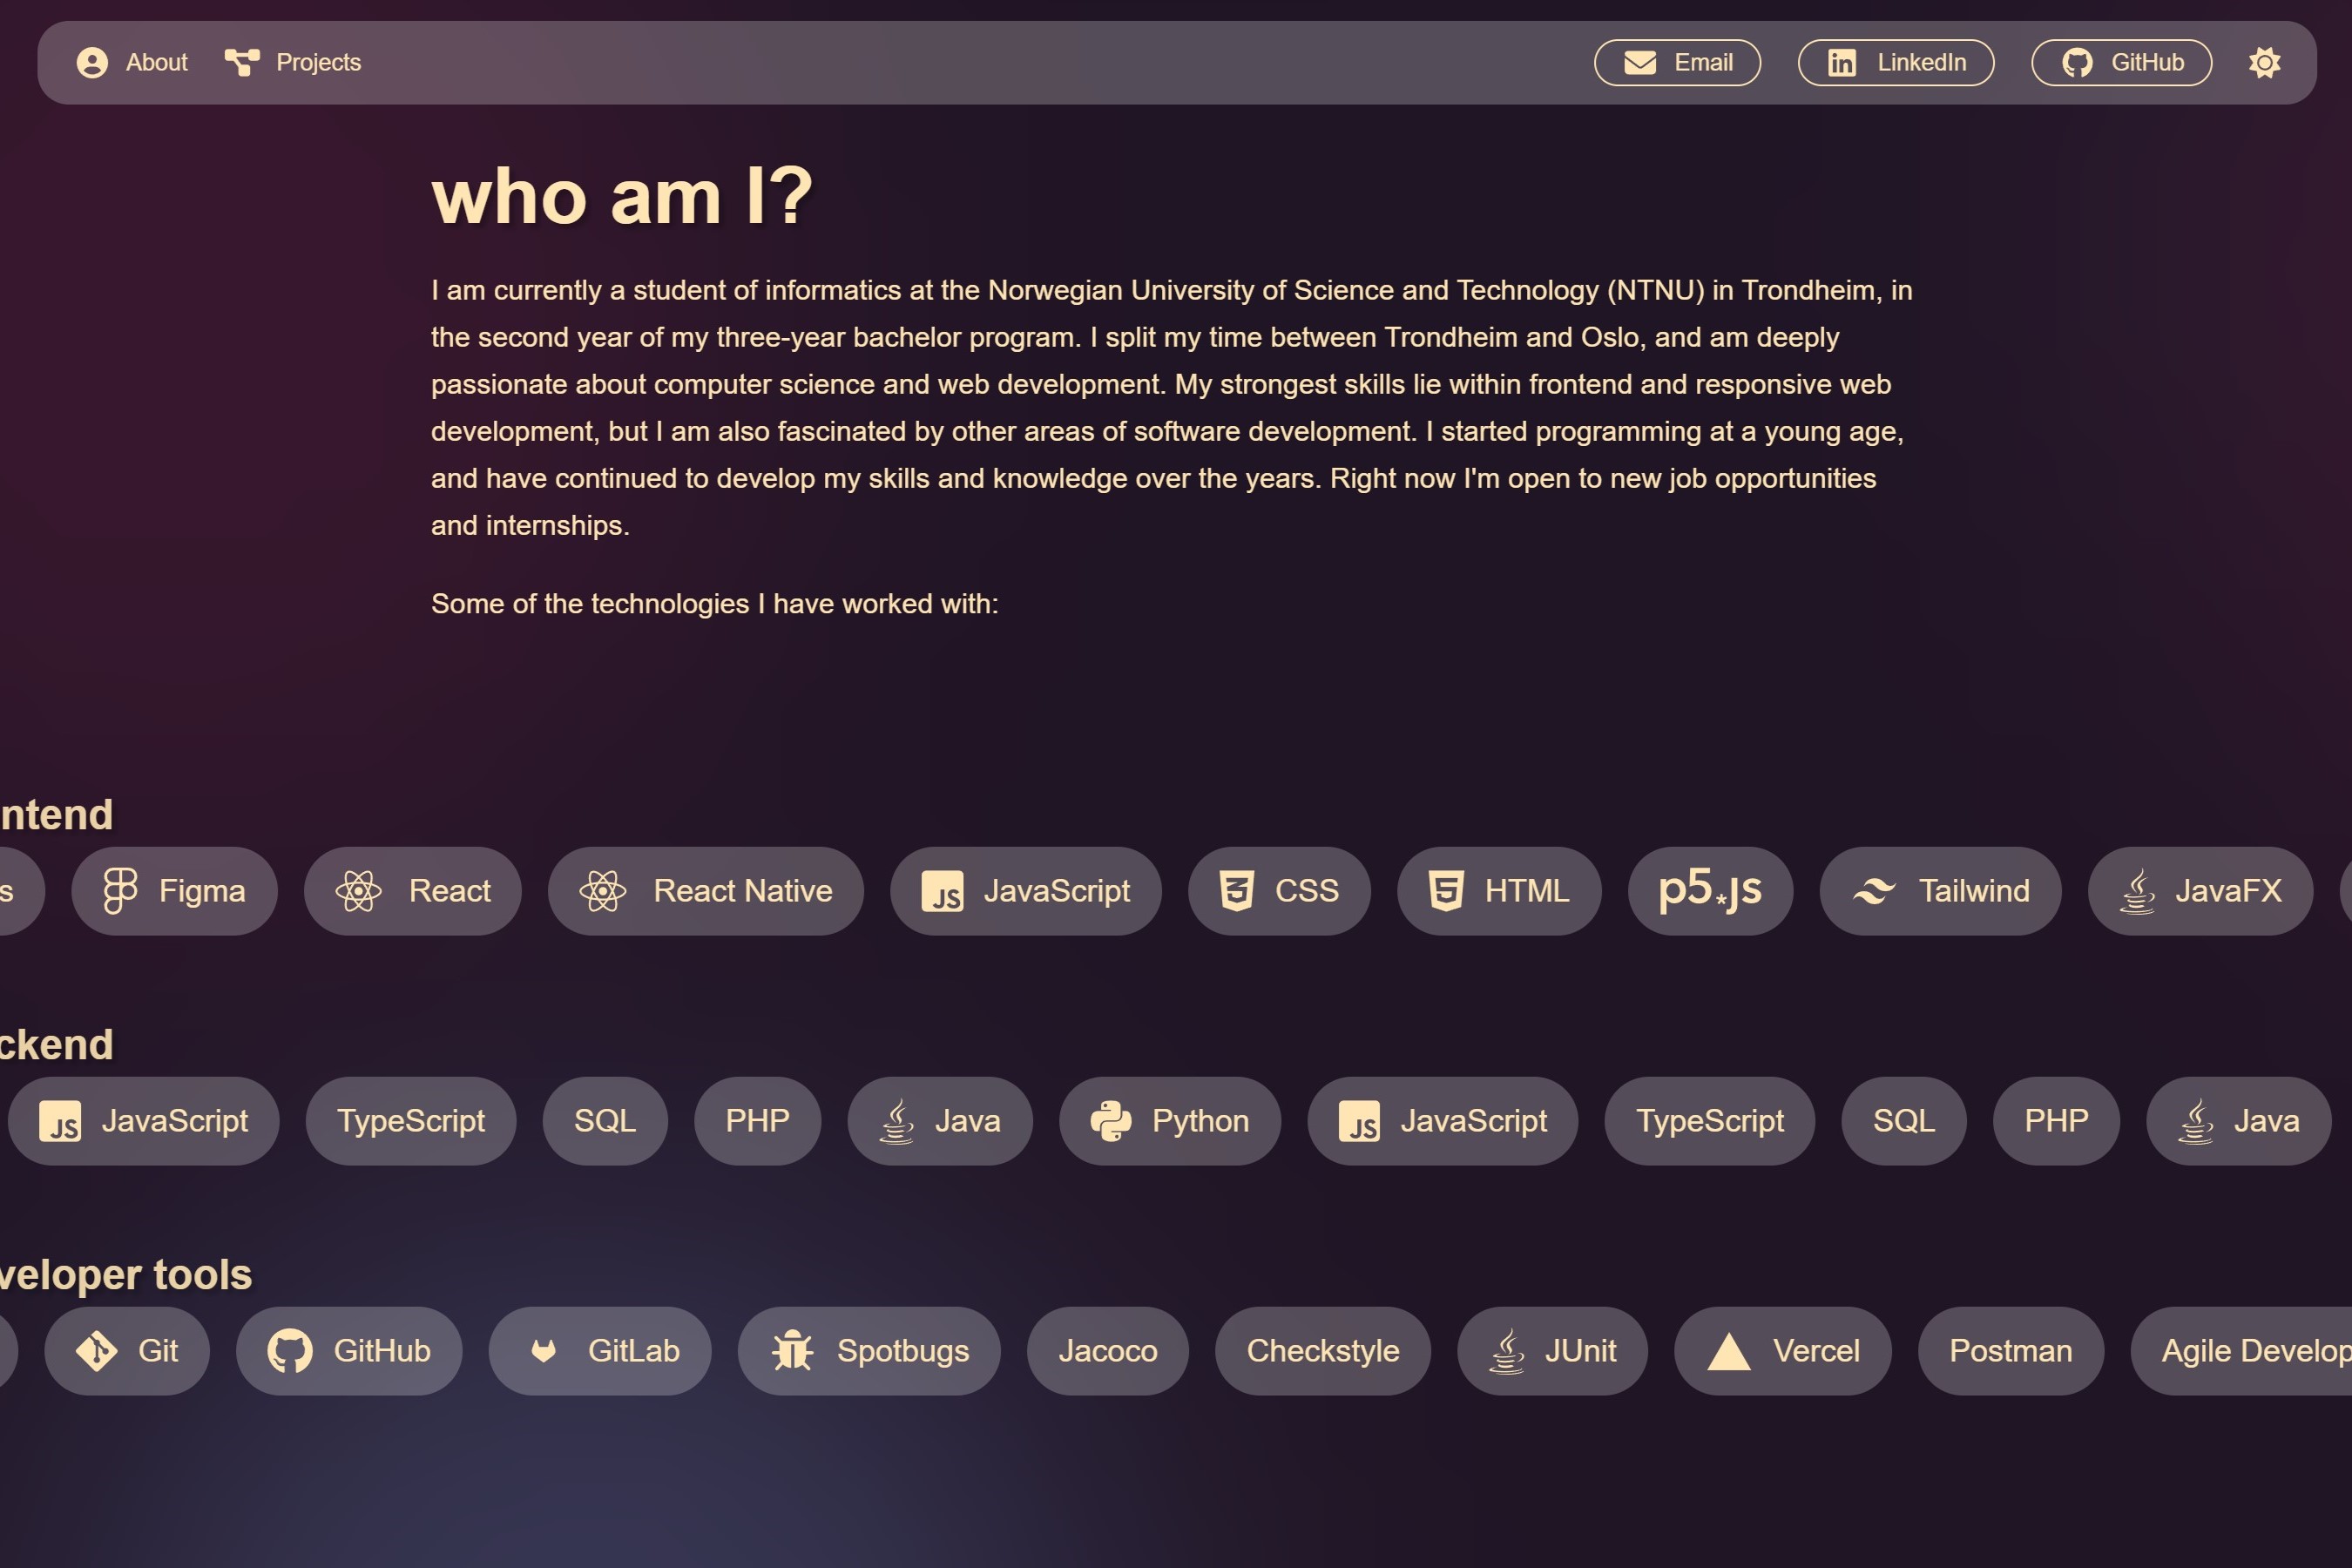 About Projects Email LinkedIn GitHub
who am I?
I am currently a student of informatics at the Norwegian University of Science and Technology (NTNU) in Trondheim, in
the second year of my three-year bachelor program. I split my time between Trondheim and Oslo, and am deeply
passionate about computer science and web development. My strongest skills lie within frontend and responsive web
development, but I am also fascinated by other areas of software development. I started programming at a young age,
and have continued to develop my skills and knowledge over the years. Right now I'm open to new job opportunities
and internships.
Some of the technologies I have worked with:
ntend
s Figma React React Native JS JavaScript CSS HTML p5*js Tailwind JavaFX
ckend
JS JavaScript TypeScript SQL PHP Java Python JS JavaScript TypeScript SQL PHP Java
veloper tools
Git GitHub GitLab Spotbugs Jacoco Checkstyle JUnit Vercel Postman Agile Develop